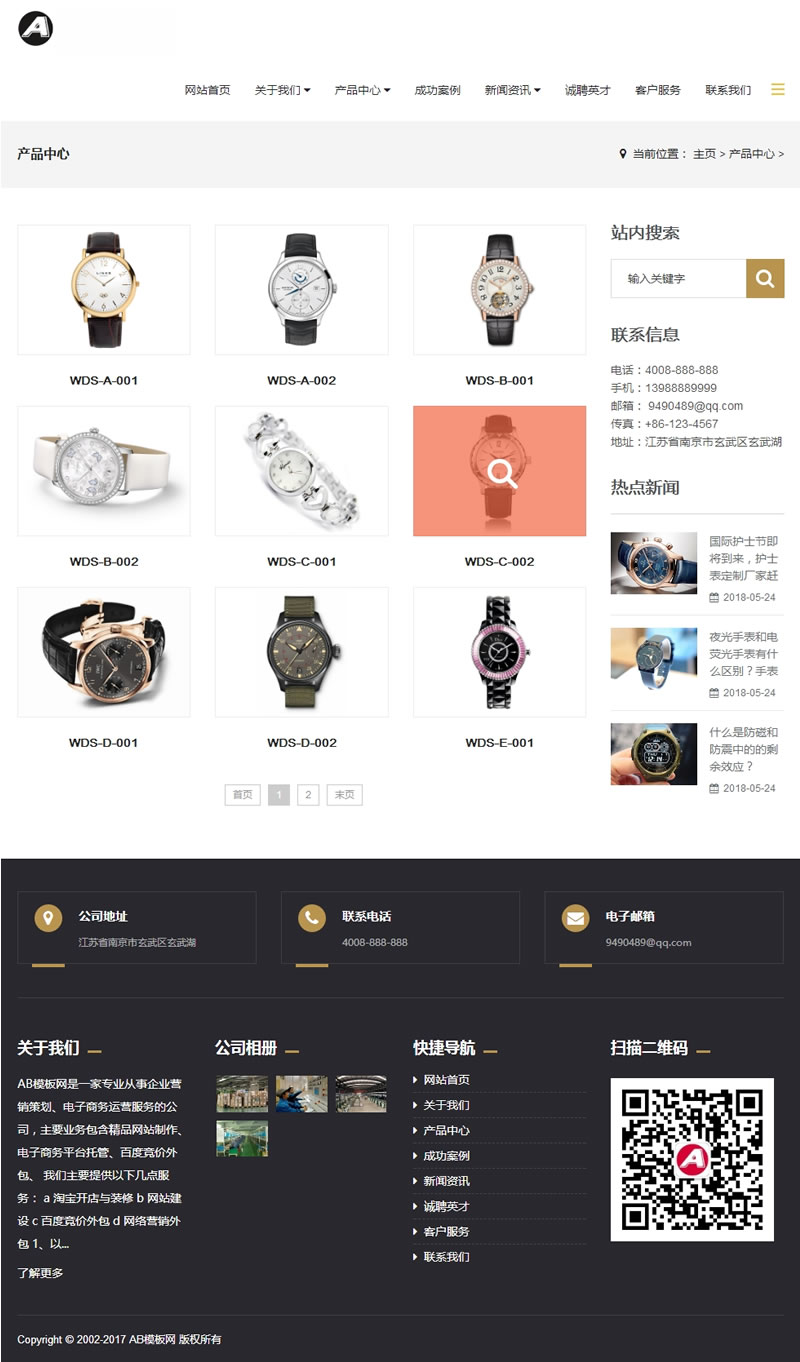 网站首页 关于我们 产品中心 成功案例 新闻资讯 诚聘英才 客户服务 联系我们
产品中心
当前位置： 主页 > 产品中心 >
WDS-A-001
WDS-A-002
WDS-B-001
WDS-B-002
WDS-C-001
WDS-C-002
WDS-D-001
WDS-D-002
WDS-E-001
首页 1 2 末页
站内搜索
输入关键字
联系信息
电话：4008-888-888
手机：13988889999
邮箱： 9490489@qq.com
传真：+86-123-4567
地址：江苏省南京市玄武区玄武湖
热点新闻
国际护士节即
将到来，护士
表定制厂家赶
2018-05-24
夜光手表和电
荧光手表有什
么区别？手表
2018-05-24
什么是防磁和
防震中的的剩
余效应？
2018-05-24
公司地址
江苏省南京市玄武区玄武湖
联系电话
4008-888-888
电子邮箱
9490489@qq.com
关于我们
AB模板网是一家专业从事企业营
销策划、电子商务运营服务的公
司，主要业务包含精品网站制作、
电子商务平台托管、百度竞价外
包、 我们主要提供以下几点服
务： a 淘宝开店与装修 b 网站建
设 c 百度竞价外包 d 网络营销外
包 1、以...
了解更多
公司相册
快捷导航
网站首页
关于我们
产品中心
成功案例
新闻资讯
诚聘英才
客户服务
联系我们
扫描二维码
Copyright © 2002-2017 AB模板网 版权所有